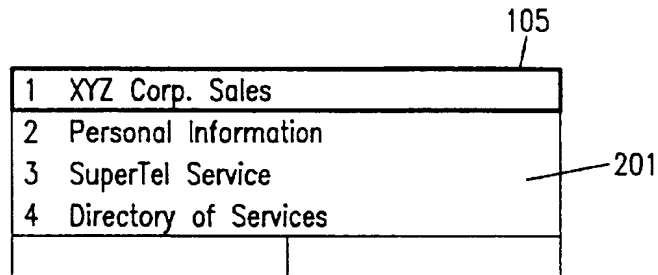 105
1 XYZ Corp. Sales
2 Personal Information
3 SuperTel Service
201
4 Directory of Services